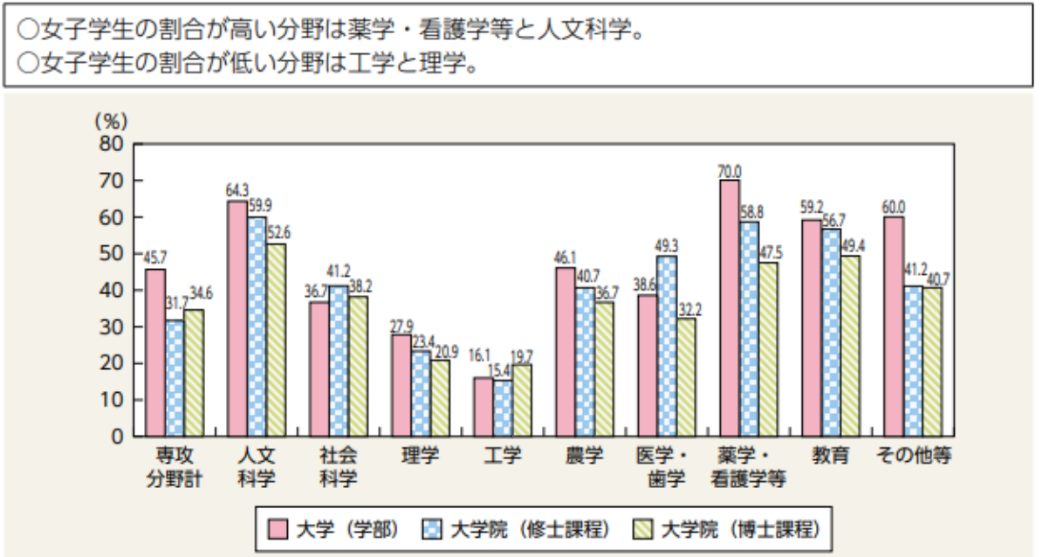 ○女子学生の割合が高い分野は薬学・看護学等と人文科学。
○女子学生の割合が低い分野は工学と理学。
(%)
80
70
60
50
40
30
20
10
0
45.7
31.7
34.6
64.3
59.9
52.6
36.7
41.2
38.2
27.9
23.4
20.9
16.1
15.4
19.7
46.1
40.7
36.7
38.6
49.3
32.2
70.0
58.8
47.5
59.2
56.7
49.4
60.0
41.2
40.7
専攻
分野計
人文
科学
社会
科学
理学
工学
農学
医学・
歯学
薬学・
看護学等
教育
その他等
大学（学部）
大学院（修士課程）
大学院（博士課程）